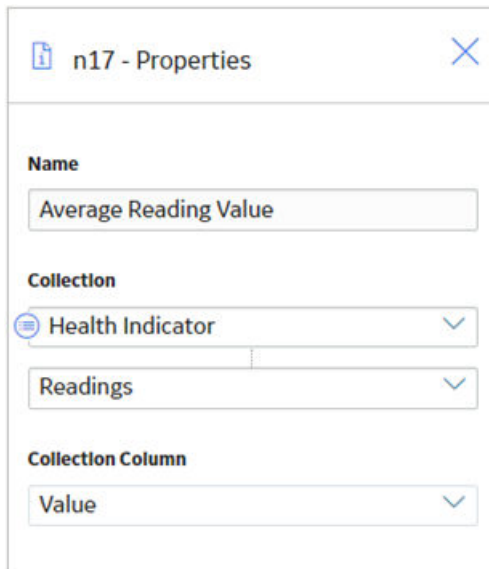 n17 - Properties
Name
Average Reading Value
Collection
Health Indicator
Readings
Collection Column
Value